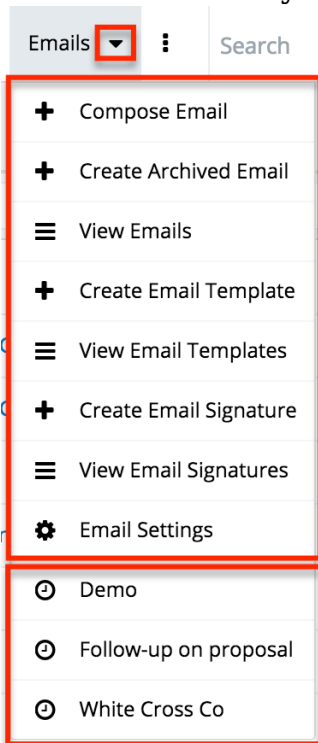 Emails
Search
Compose Email
Create Archived Email
View Emails
Create Email Template
View Email Templates
Create Email Signature
View Email Signatures
Email Settings
Demo
Follow-up on proposal
White Cross Co